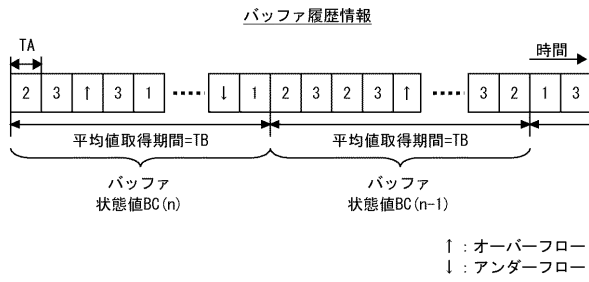 バッファ履歴情報
TA
時間
2 3 ↑ 3 1 ‥‥‥ ↓ 1 2 3 2 3 ↑ ‥‥‥ 3 2 1 3
平均値取得期間=TB 平均値取得期間=TB
バッファ バッファ
状態値BC(n) 状態値BC(n-1)
↑：オーバーフロー
↓：アンダーフロー